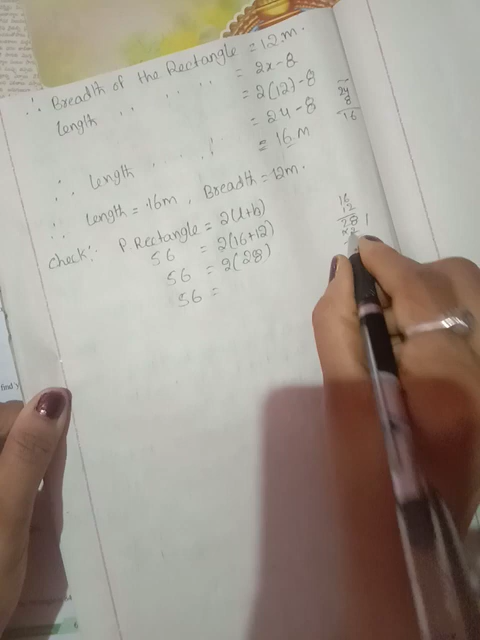 ∴ Breadth of the Rectangle = 12 m.
Length ,, ,, ,, = 2x-8
= 2(12)-8
= 24-8
∴ Length = 16 m
∴ Length = 16m, Breadth = 12m.
Check:- P. Rectangle = 2(l+b)
56 = 2(16+12)
56 = 2(28)
56 =
24
8
16
16
12
28
find y